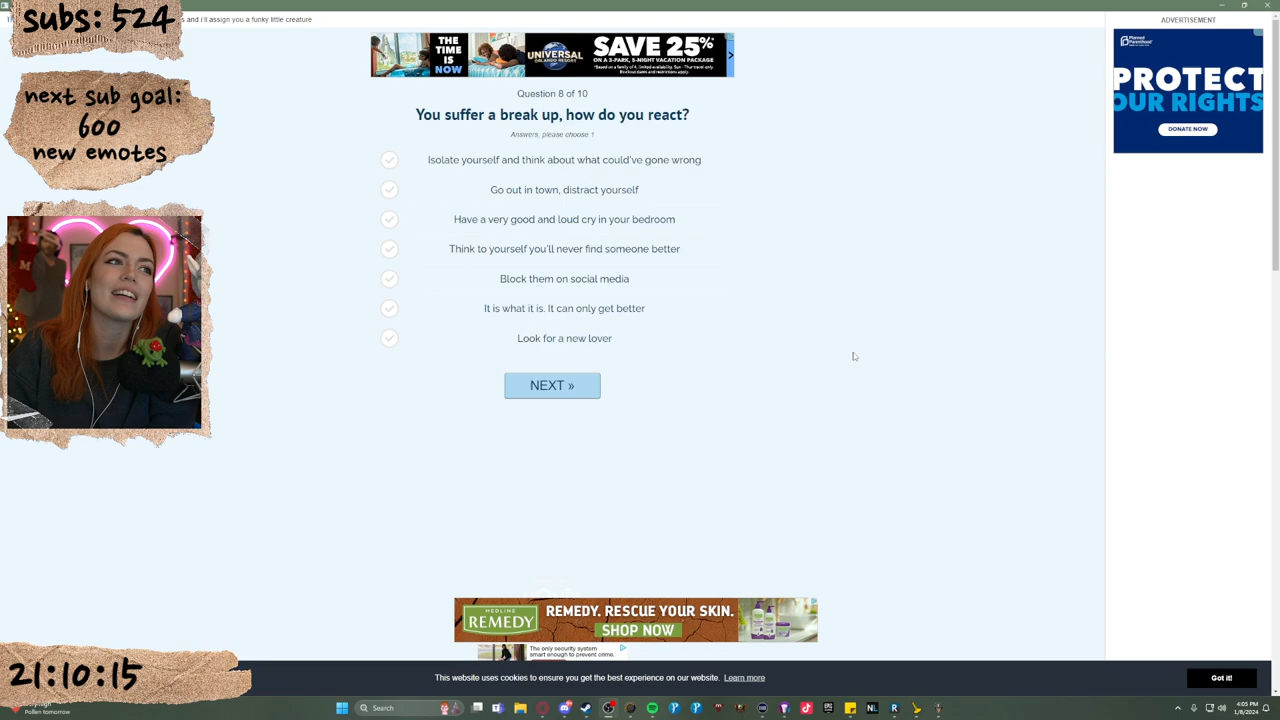 subs: 524
s and i'll assign you a funky little creature
next sub goal:
600
new emotes
THE
TIME
IS
NOW
UNIVERSAL
ORLANDO RESORT
SAVE 25%*
ON A 3-PARK, 5-NIGHT VACATION PACKAGE
Question 8 of 10
You suffer a break up, how do you react?
Answers, please choose 1
Isolate yourself and think about what could've gone wrong
Go out in town, distract yourself
Have a very good and loud cry in your bedroom
Think to yourself you'll never find someone better
Block them on social media
It is what it is. It can only get better
Look for a new lover
NEXT »
ADVERTISEMENT
Planned
Parenthood
PROTECT
OUR RIGHTS
DONATE NOW
MEDLINE
REMEDY
REMEDY. RESCUE YOUR SKIN.
SHOP NOW
The only security system
smart enough to prevent crime.
21:10:15
This website uses cookies to ensure you get the best experience on our website. Learn more
Got it!
Pollen tomorrow
Search
4:05 PM
1/8/2024